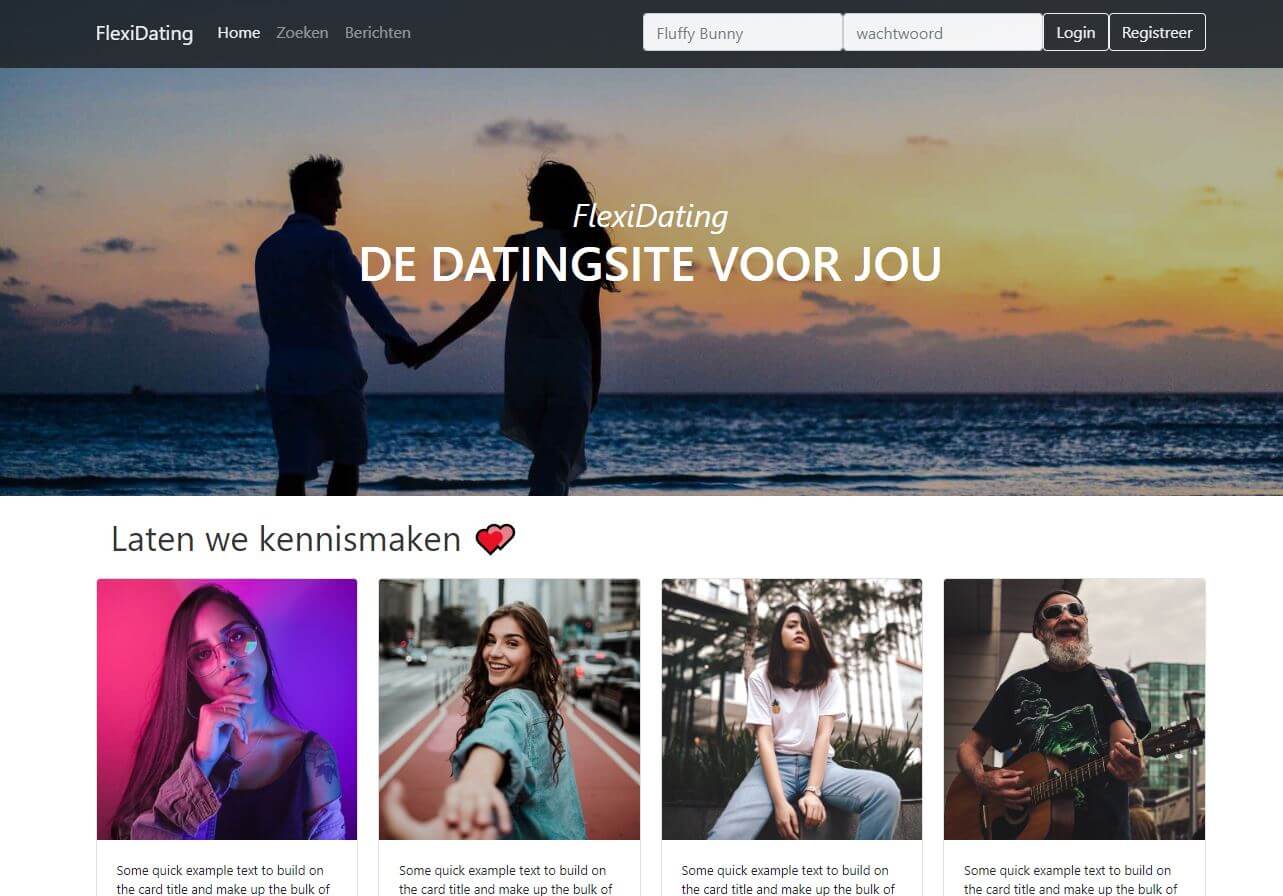 FlexiDating Home Zoeken Berichten Fluffy Bunny wachtwoord Login Registreer
FlexiDating
DE DATINGSITE VOOR JOU
Laten we kennismaken
Some quick example text to build on
the card title and make up the bulk of
Some quick example text to build on
the card title and make up the bulk of
Some quick example text to build on
the card title and make up the bulk of
Some quick example text to build on
the card title and make up the bulk of